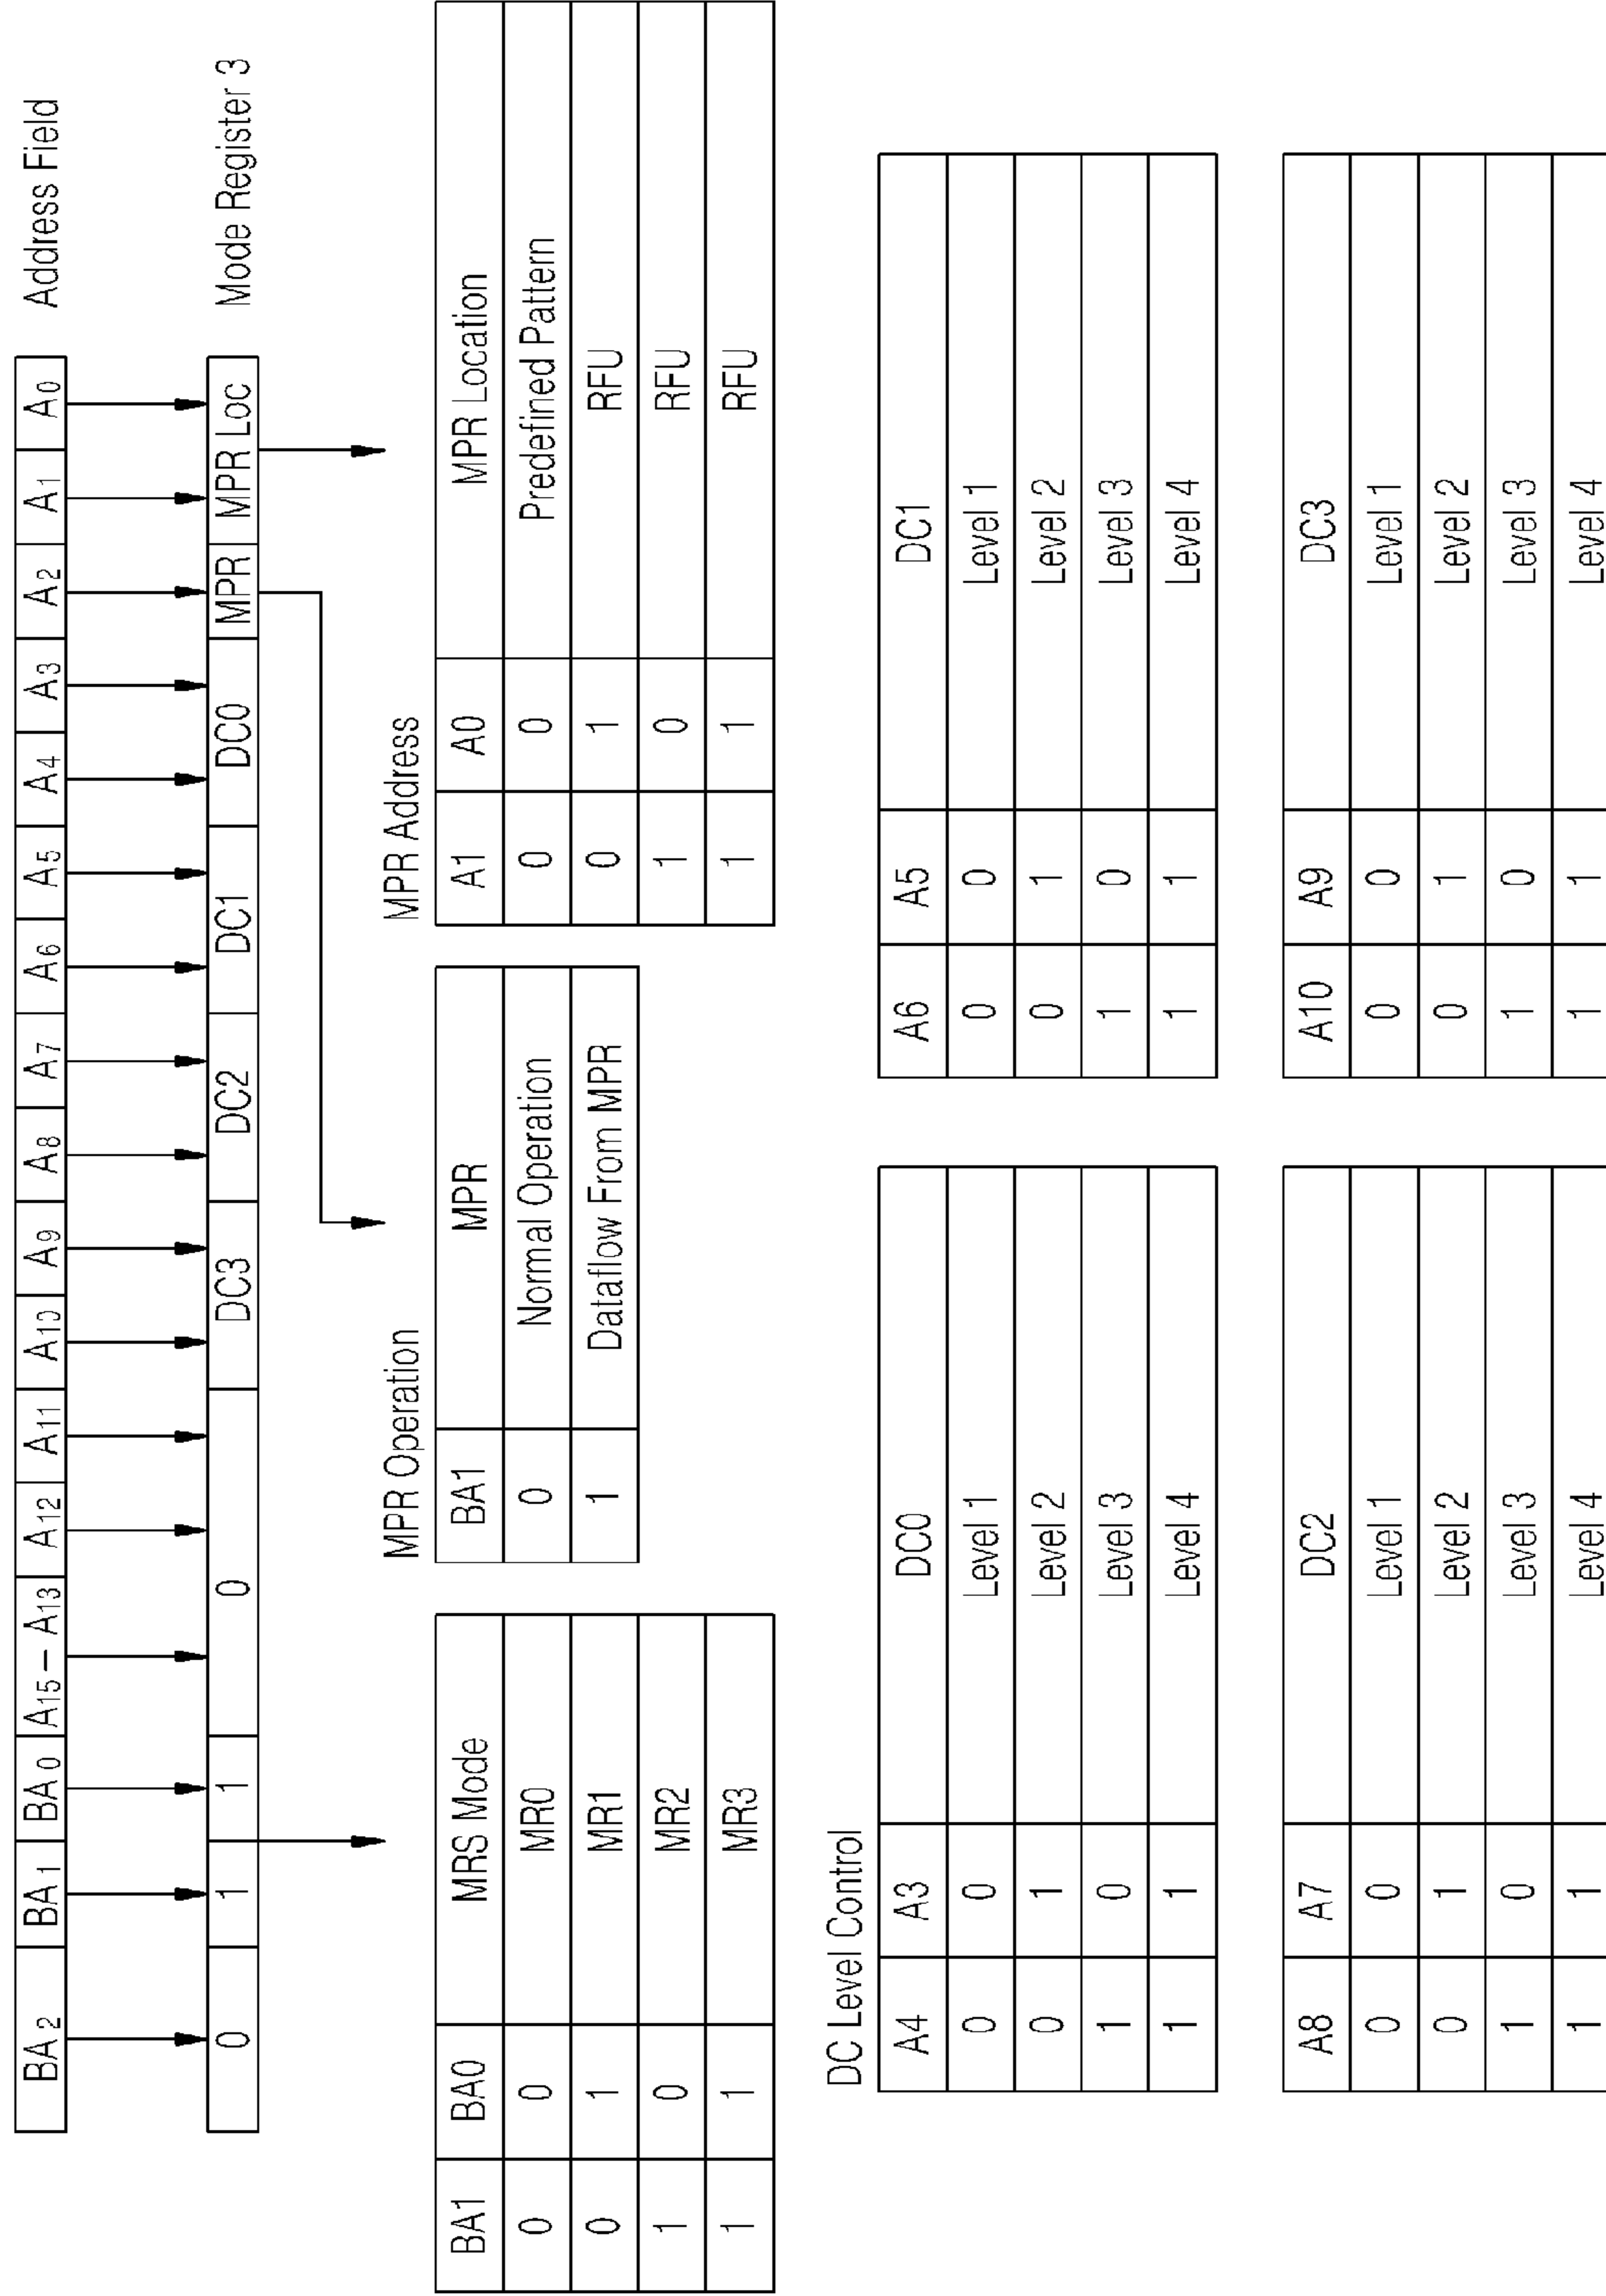 BA2 BA1 BA0 A15 – A13 A12 A11 A10 A9 A8 A7 A6 A5 A4 A3 A2 A1 A0 Address Field
0 1 1 0 DC3 DC2 DC1 DC0 MPR MPR Loc Mode Register 3
BA1 BA0 MRS Mode
0 0 MR0
0 1 MR1
1 0 MR2
1 1 MR3
MPR Operation
BA1 MPR
0 Normal Operation
1 Dataflow From MPR
MPR Address
A1 A0 MPR Location
0 0 Predefined Pattern
0 1 RFU
1 0 RFU
1 1 RFU
DC Level Control
A4 A3 DC0
0 0 Level 1
0 1 Level 2
1 0 Level 3
1 1 Level 4
A6 A5 DC1
0 0 Level 1
0 1 Level 2
1 0 Level 3
1 1 Level 4
A8 A7 DC2
0 0 Level 1
0 1 Level 2
1 0 Level 3
1 1 Level 4
A10 A9 DC3
0 0 Level 1
0 1 Level 2
1 0 Level 3
1 1 Level 4